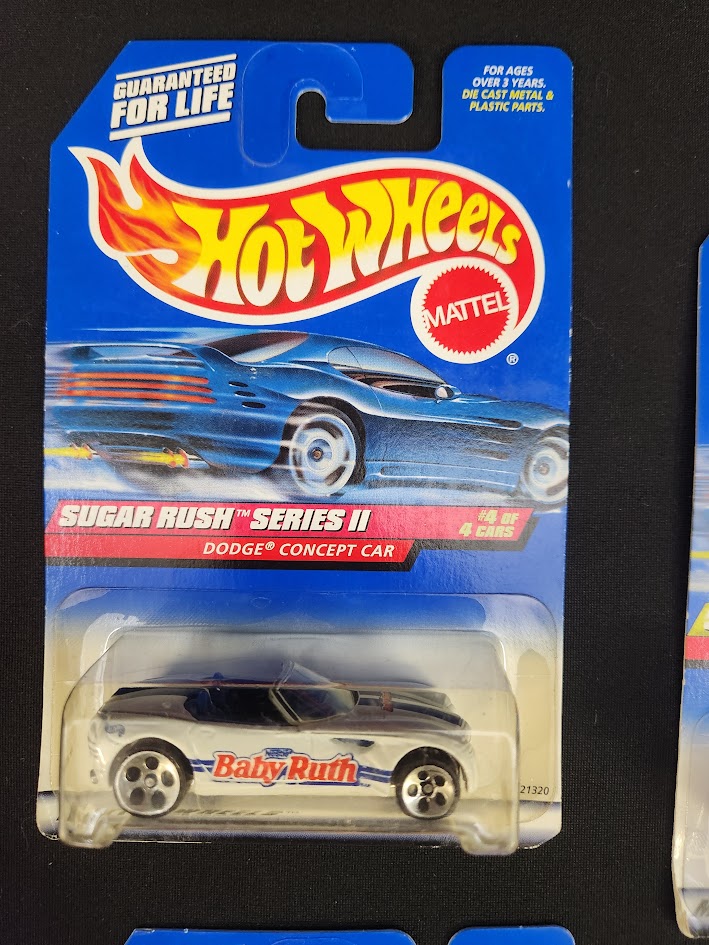 GUARANTEED
FOR LIFE
FOR AGES
OVER 3 YEARS.
DIE CAST METAL &
PLASTIC PARTS.
HOT WHEELS
MATTEL
®
SUGAR RUSH™ SERIES II
#4 OF
4 CARS
DODGE® CONCEPT CAR
Baby Ruth
21320